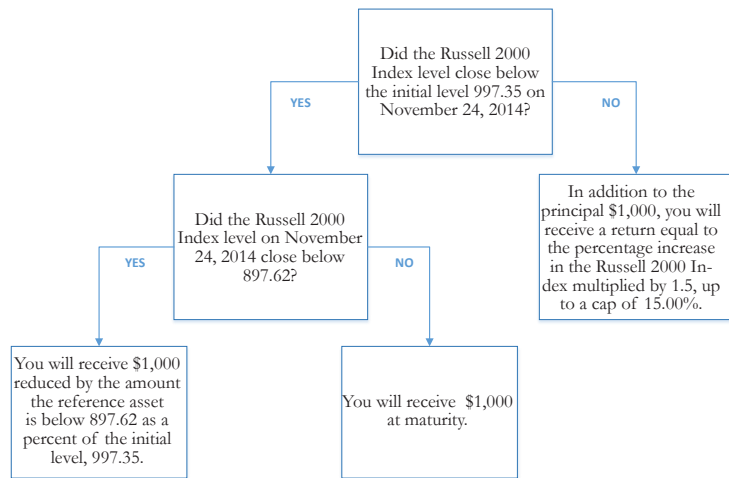 Did the Russell 2000
Index level close below
the initial level 997.35 on
November 24, 2014?
YES
NO
Did the Russell 2000
Index level on November
24, 2014 close below
897.62?
In addition to the
principal $1,000, you will
receive a return equal to
the percentage increase
in the Russell 2000 In-
dex multiplied by 1.5, up
to a cap of 15.00%.
YES
NO
You will receive $1,000
reduced by the amount
the reference asset
is below 897.62 as a
percent of the initial
level, 997.35.
You will receive $1,000
at maturity.